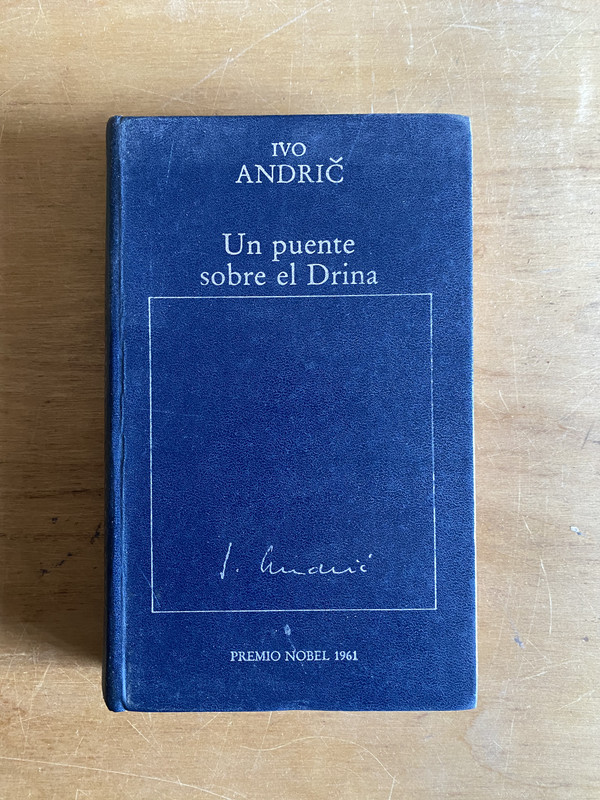 IVO
ANDRIČ
Un puente
sobre el Drina
I. Andrić
PREMIO NOBEL 1961